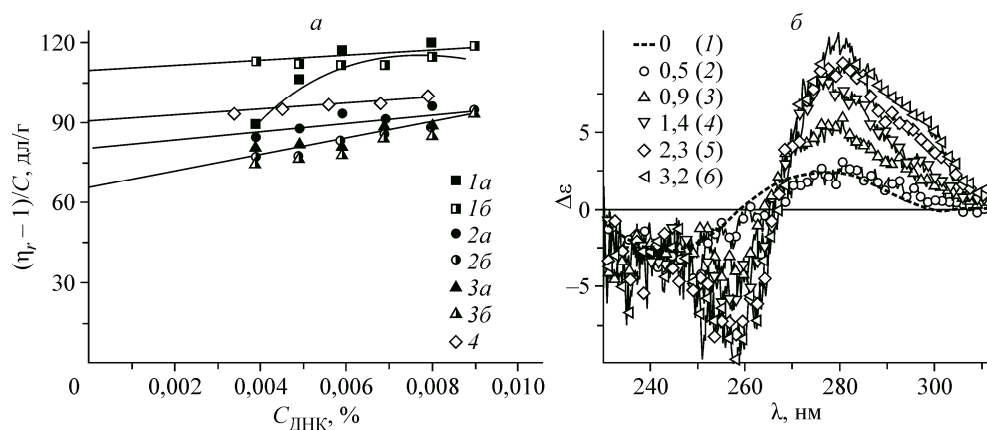 а
(ηr – 1)/C, дл/г
120
90
60
30
0
0,002
0,004
0,006
0,008
0,010
CДНК, %
1а
1б
2а
2б
3а
3б
4
б
Δε
5
0
–5
240
260
280
300
λ, нм
0 (1)
0,5 (2)
0,9 (3)
1,4 (4)
2,3 (5)
3,2 (6)